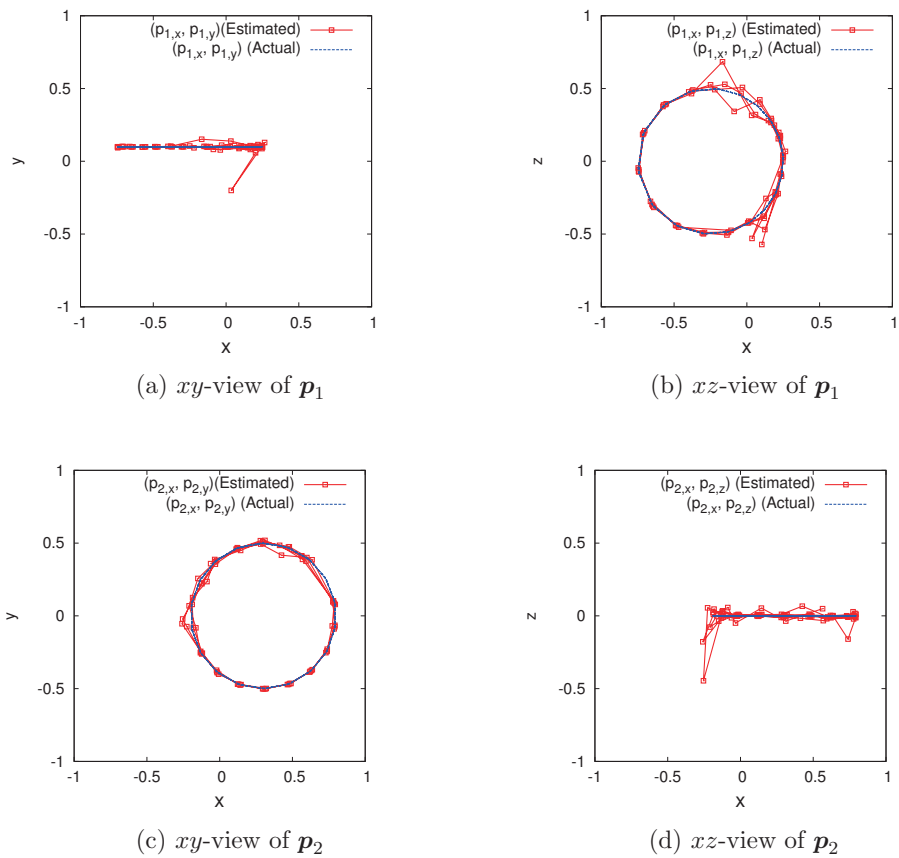 (p1,x, p1,y)(Estimated)
(p1,x, p1,y) (Actual)
1
0.5
0
-0.5
-1
y
-1 -0.5 0 0.5 1
x
(a) xy-view of p1
(p1,x, p1,z) (Estimated)
(p1,x, p1,z) (Actual)
1
0.5
0
-0.5
-1
z
-1 -0.5 0 0.5 1
x
(b) xz-view of p1
(p2,x, p2,y)(Estimated)
(p2,x, p2,y) (Actual)
1
0.5
0
-0.5
-1
y
-1 -0.5 0 0.5 1
x
(c) xy-view of p2
(p2,x, p2,z) (Estimated)
(p2,x, p2,z) (Actual)
1
0.5
0
-0.5
-1
z
-1 -0.5 0 0.5 1
x
(d) xz-view of p2